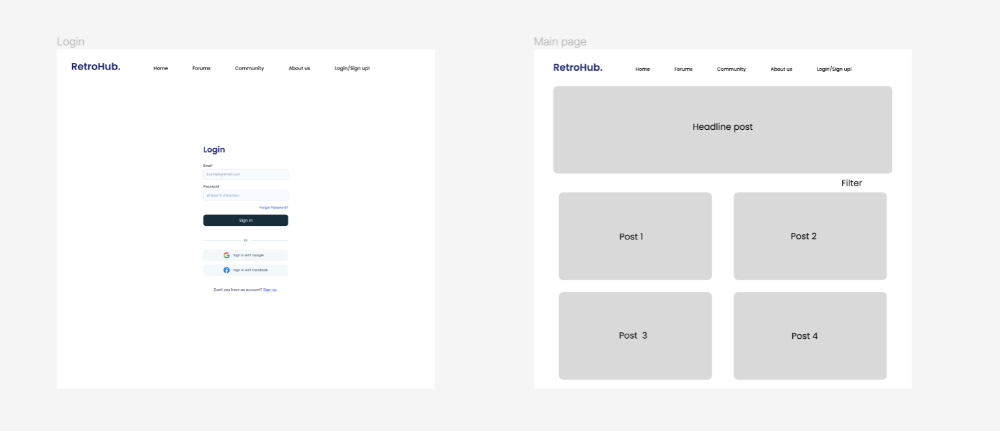 Login
RetroHub.
Home Forums Community About us Login/Sign up!
Login
Email
Example@email.com
Password
at least 8 characters
Forgot Password?
Sign in
Or
Sign in with Google
Sign in with Facebook
Don't you have an account? Sign up
Main page
RetroHub.
Home Forums Community About us Login/Sign up!
Headline post
Filter
Post 1
Post 2
Post 3
Post 4